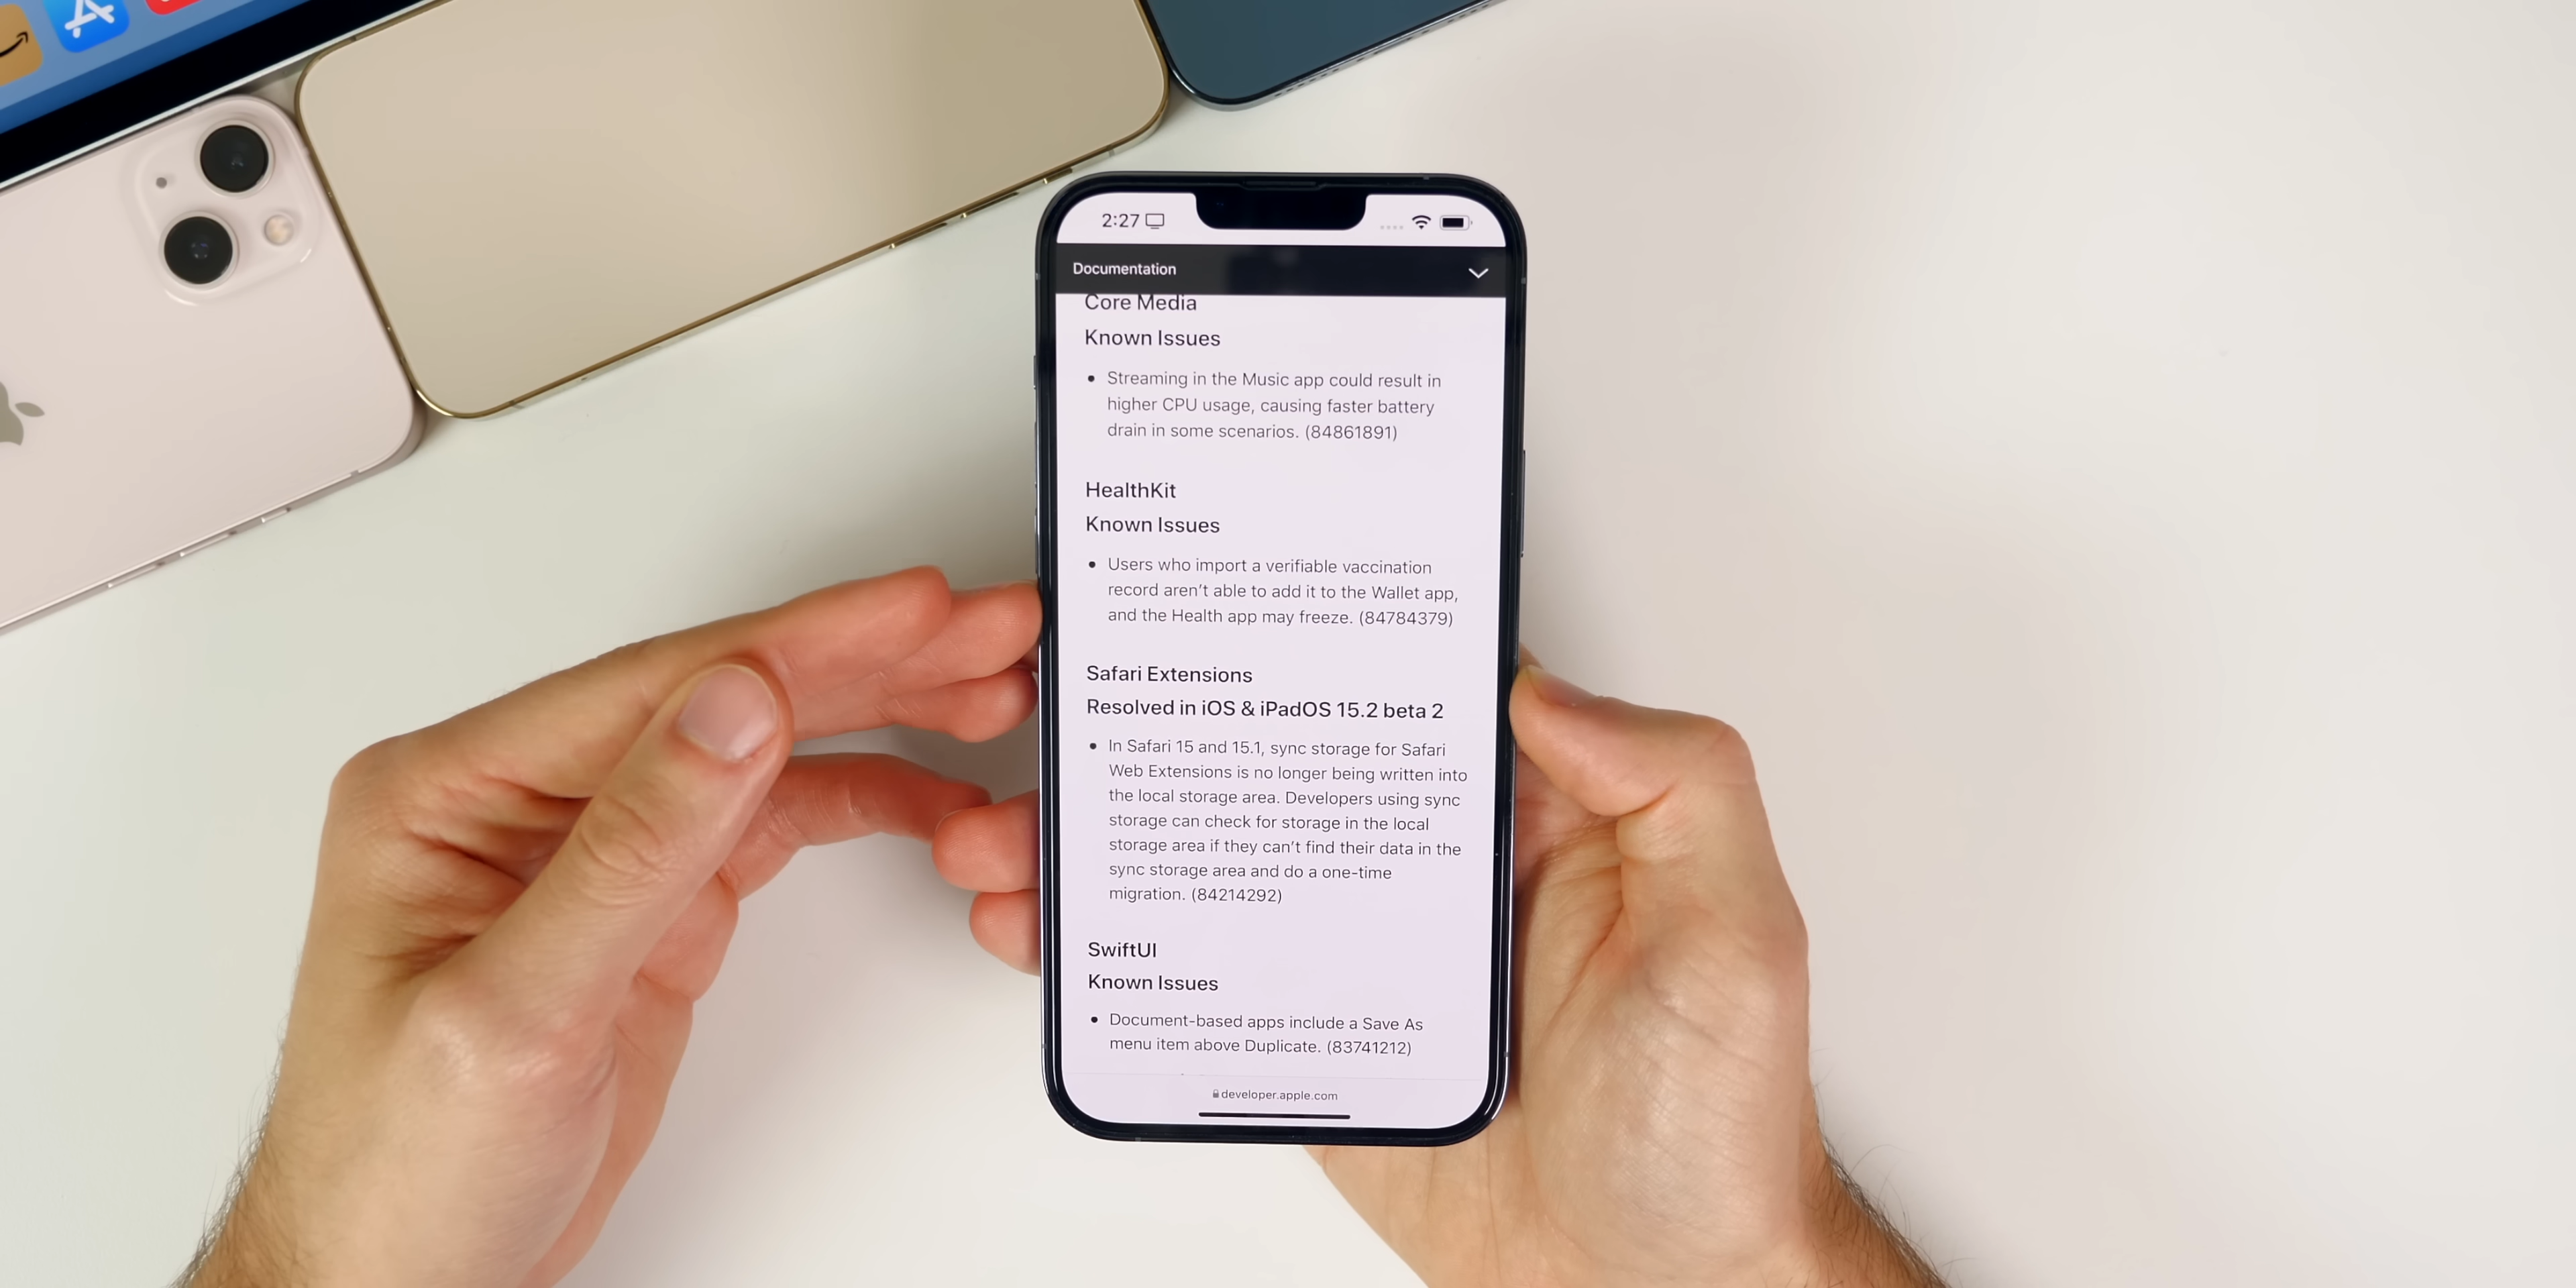 2:27
Documentation
Core Media
Known Issues
• Streaming in the Music app could result in
higher CPU usage, causing faster battery
drain in some scenarios. (84861891)
HealthKit
Known Issues
• Users who import a verifiable vaccination
record aren’t able to add it to the Wallet app,
and the Health app may freeze. (84784379)
Safari Extensions
Resolved in iOS & iPadOS 15.2 beta 2
• In Safari 15 and 15.1, sync storage for Safari
Web Extensions is no longer being written into
the local storage area. Developers using sync
storage can check for storage in the local
storage area if they can’t find their data in the
sync storage area and do a one-time
migration. (84214292)
SwiftUI
Known Issues
• Document-based apps include a Save As
menu item above Duplicate. (83741212)
developer.apple.com